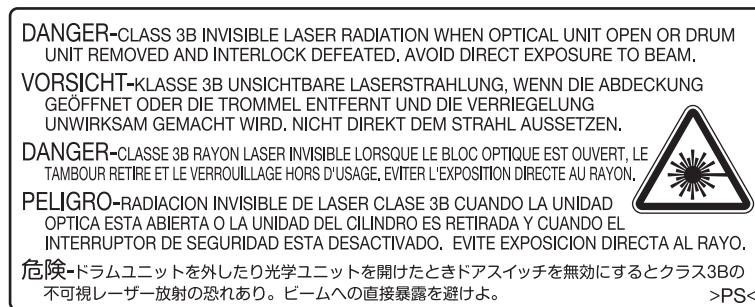 DANGER-CLASS 3B INVISIBLE LASER RADIATION WHEN OPTICAL UNIT OPEN OR DRUM
UNIT REMOVED AND INTERLOCK DEFEATED. AVOID DIRECT EXPOSURE TO BEAM.
VORSICHT-KLASSE 3B UNSICHTBARE LASERSTRAHLUNG, WENN DIE ABDECKUNG
GEÖFFNET ODER DIE TROMMEL ENTFERNT UND DIE VERRIEGELUNG
UNWIRKSAM GEMACHT WIRD. NICHT DIREKT DEM STRAHL AUSSETZEN.
DANGER-CLASSE 3B RAYON LASER INVISIBLE LORSQUE LE BLOC OPTIQUE EST OUVERT, LE
TAMBOUR RETIRE ET LE VERROUILLAGE HORS D'USAGE. EVITER L'EXPOSITION DIRECTE AU RAYON.
PELIGRO-RADIACION INVISIBLE DE LASER CLASE 3B CUANDO LA UNIDAD
OPTICA ESTA ABIERTA O LA UNIDAD DEL CILINDRO ES RETIRADA Y CUANDO EL
INTERRUPTOR DE SEGURIDAD ESTA DESACTIVADO. EVITE EXPOSICION DIRECTA AL RAYO.
危険-ドラムユニットを外したり光学ユニットを開けたときドアスイッチを無効にするとクラス3Bの
不可視レーザー放射の恐れあり。ビームへの直接暴露を避けよ。 >PS<